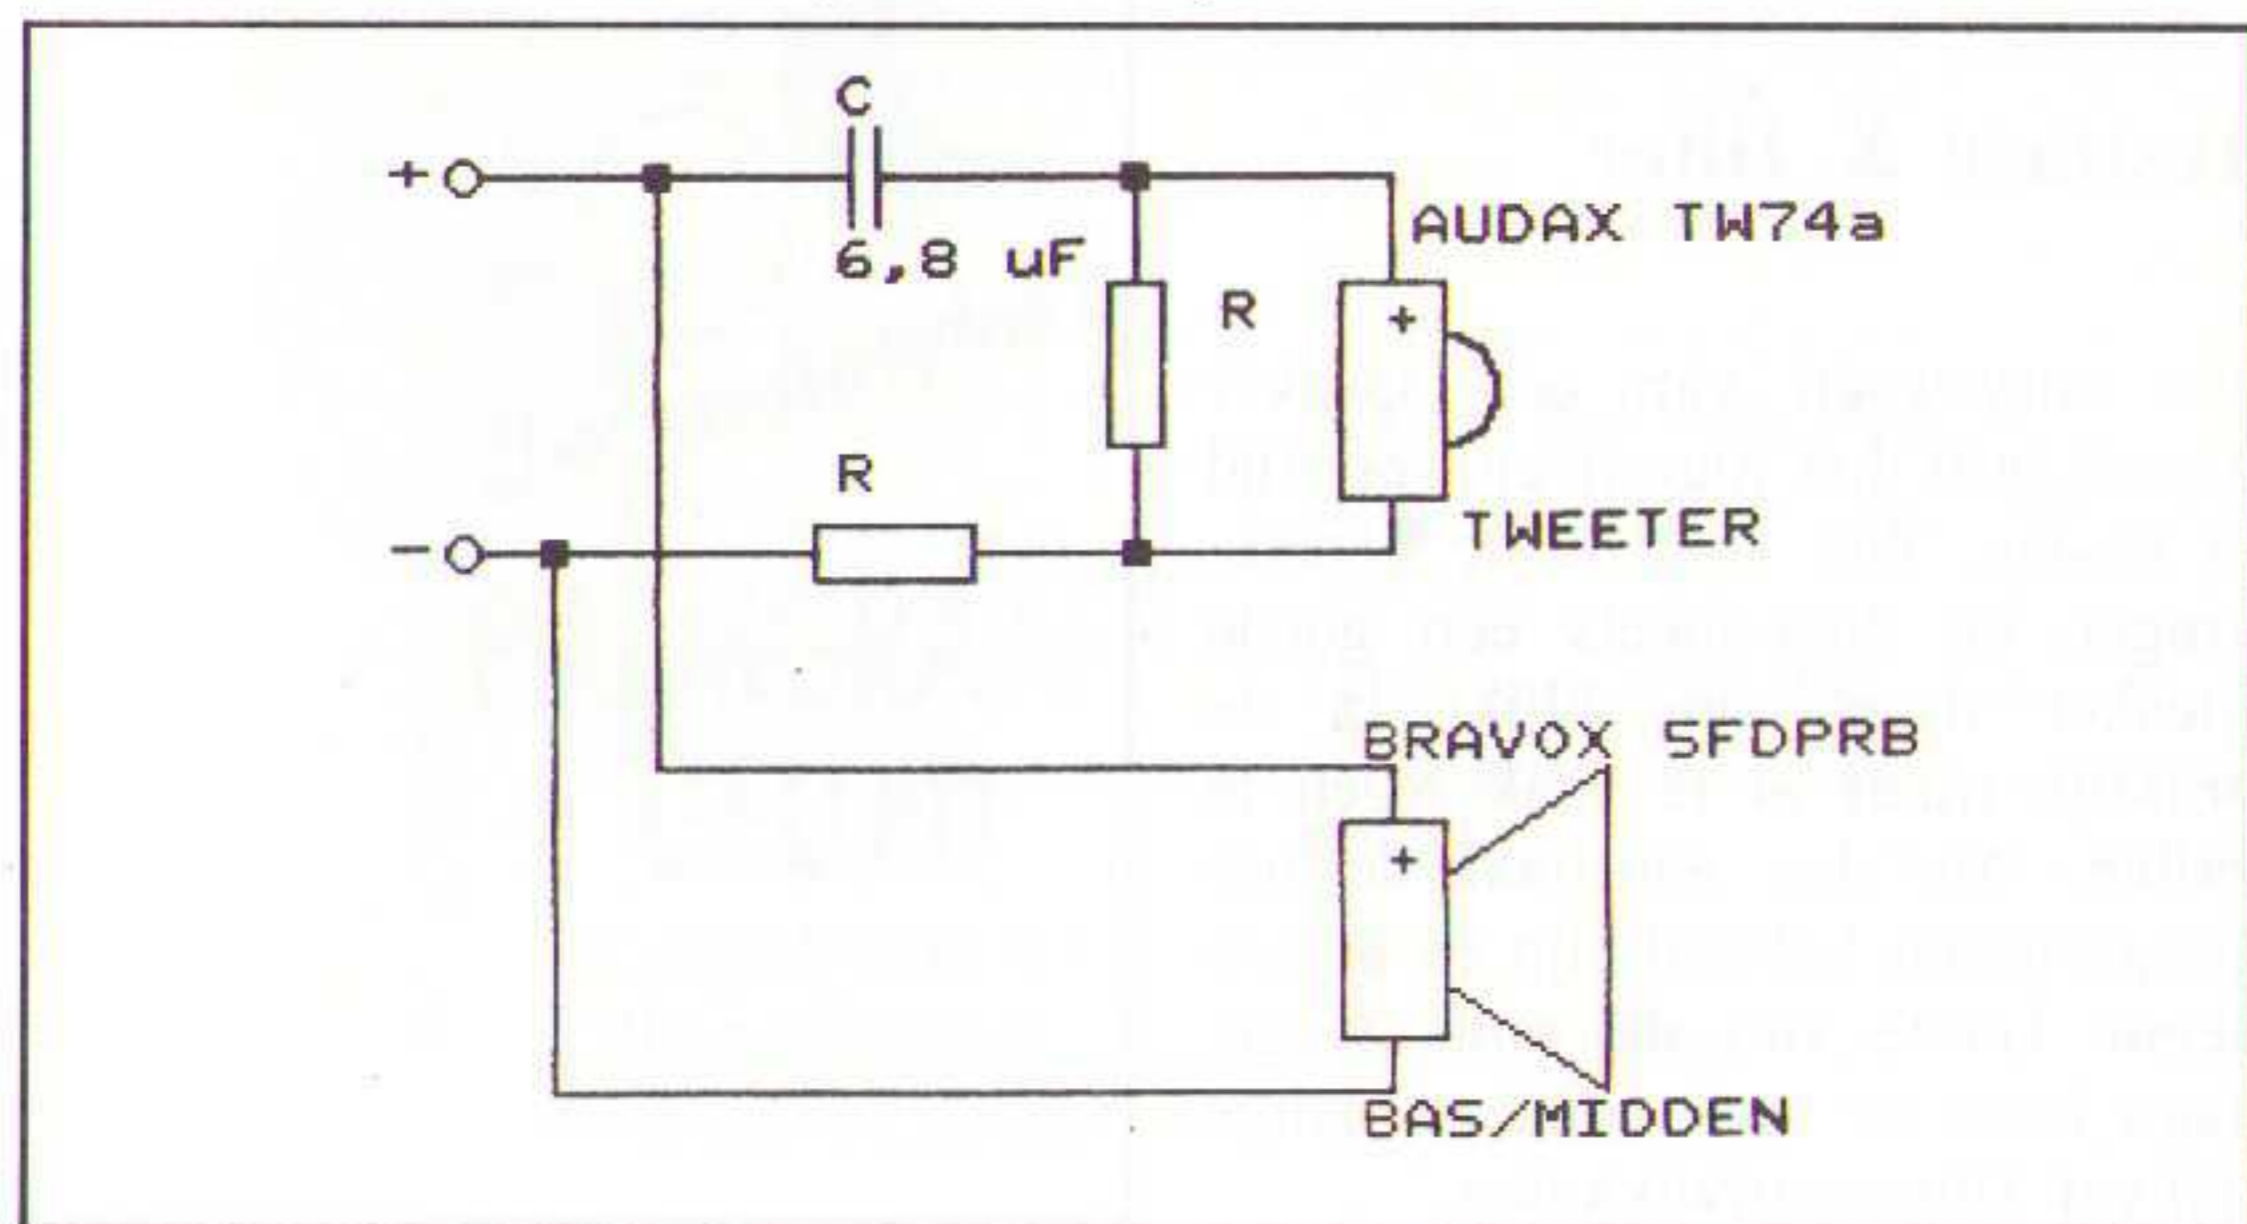 C
+
6,8 uF
AUDAX TW74a
R
+
R
-
TWEETER
BRAVOX 5FDPRB
+
BAS/MIDDEN